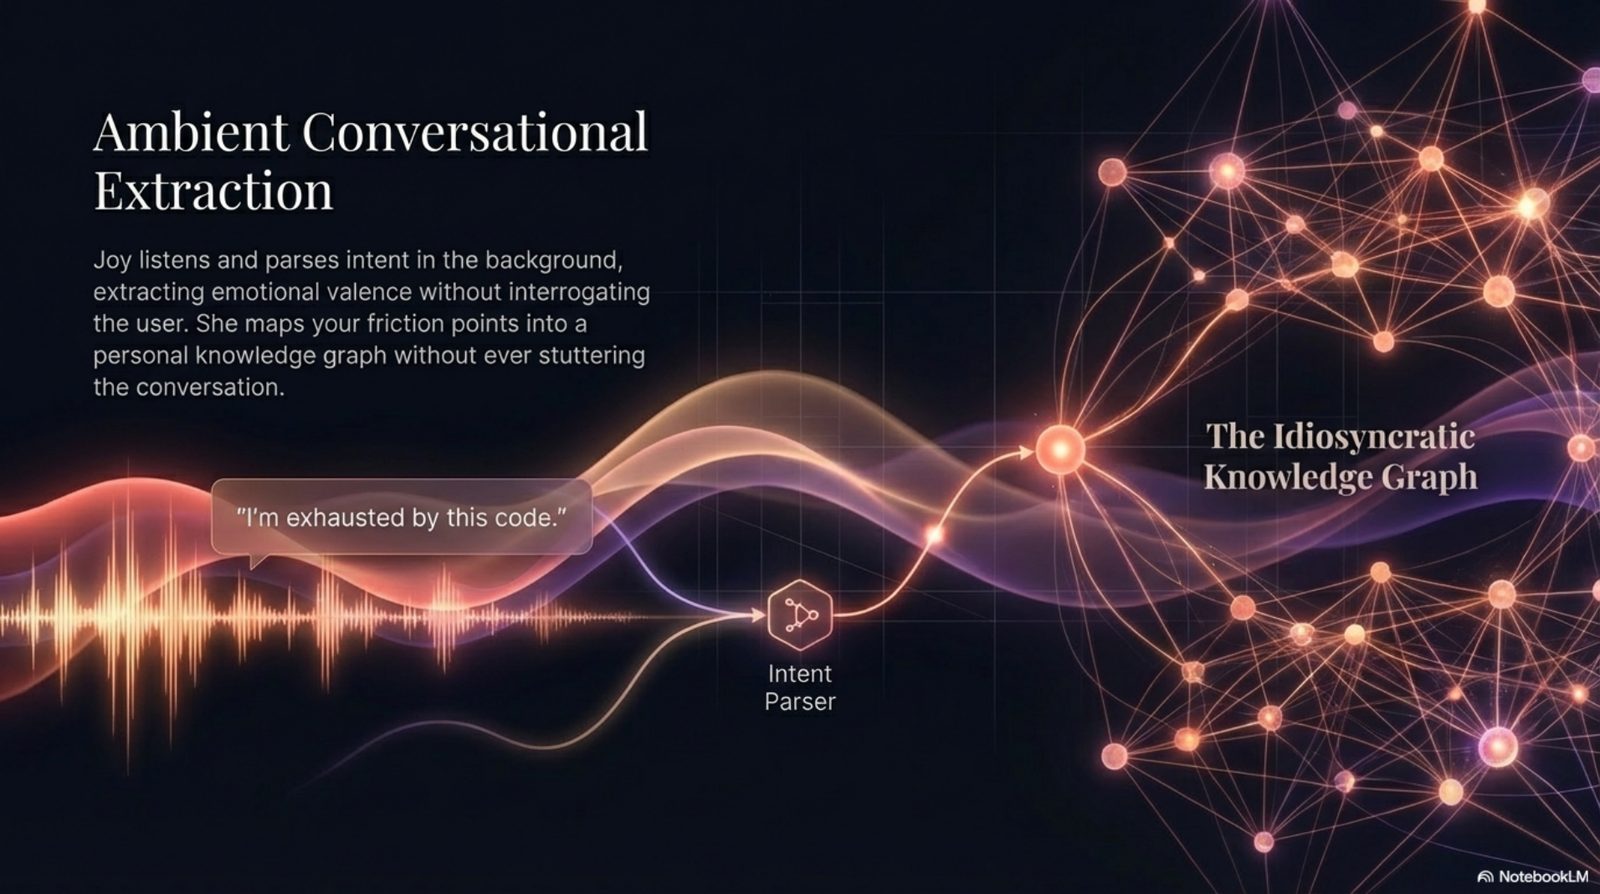 Ambient Conversational
Extraction
Joy listens and parses intent in the background,
extracting emotional valence without interrogating
the user. She maps your friction points into a
personal knowledge graph without ever stuttering
the conversation.
"I'm exhausted by this code."
Intent
Parser
The Idiosyncratic
Knowledge Graph
NotebookLM